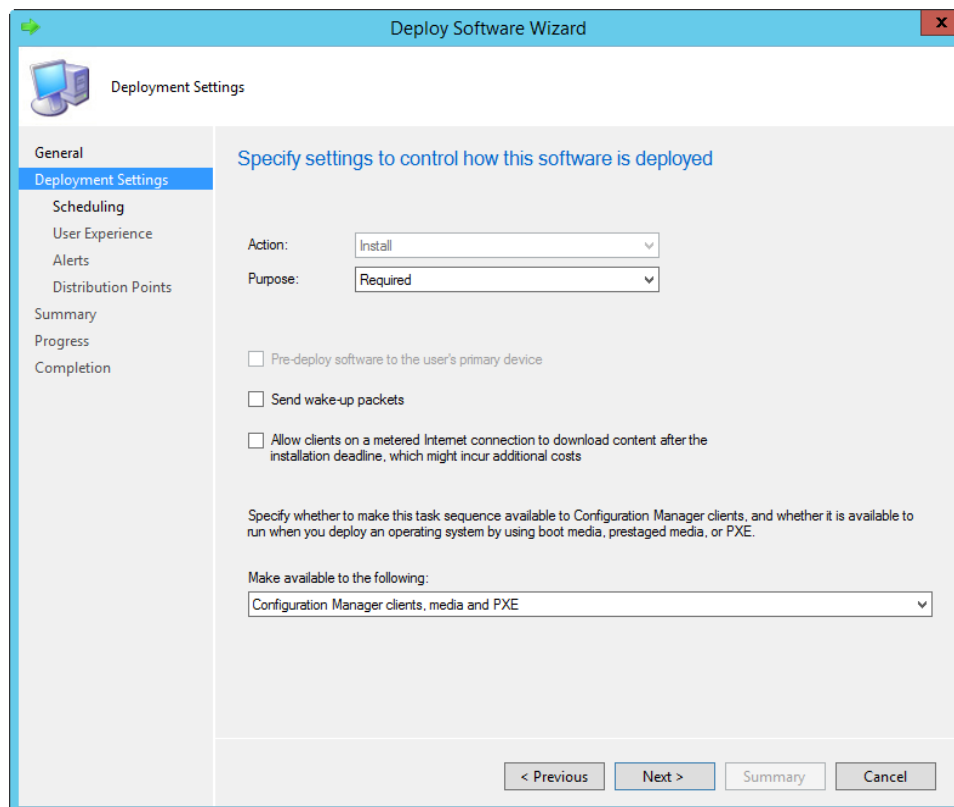 Deploy Software Wizard
x
Deployment Settings
General
Deployment Settings
Scheduling
User Experience
Alerts
Distribution Points
Summary
Progress
Completion
Specify settings to control how this software is deployed
Action: Install
Purpose: Required
Pre-deploy software to the user's primary device
Send wake-up packets
Allow clients on a metered Internet connection to download content after the
installation deadline, which might incur additional costs
Specify whether to make this task sequence available to Configuration Manager clients, and whether it is available to
run when you deploy an operating system by using boot media, prestaged media, or PXE.
Make available to the following:
Configuration Manager clients, media and PXE
< Previous Next > Summary Cancel